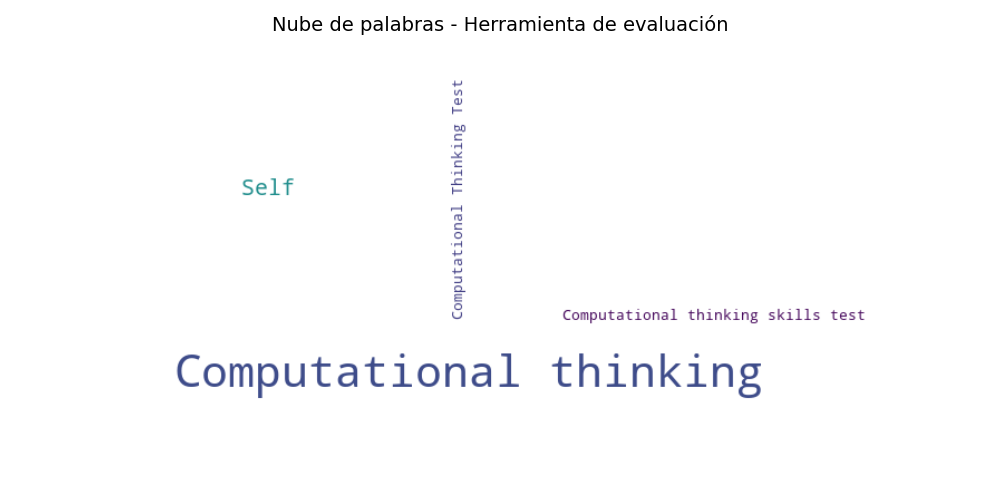 Nube de palabras - Herramienta de evaluación
Computational Thinking Test
Self
Computational thinking skills test
Computational thinking